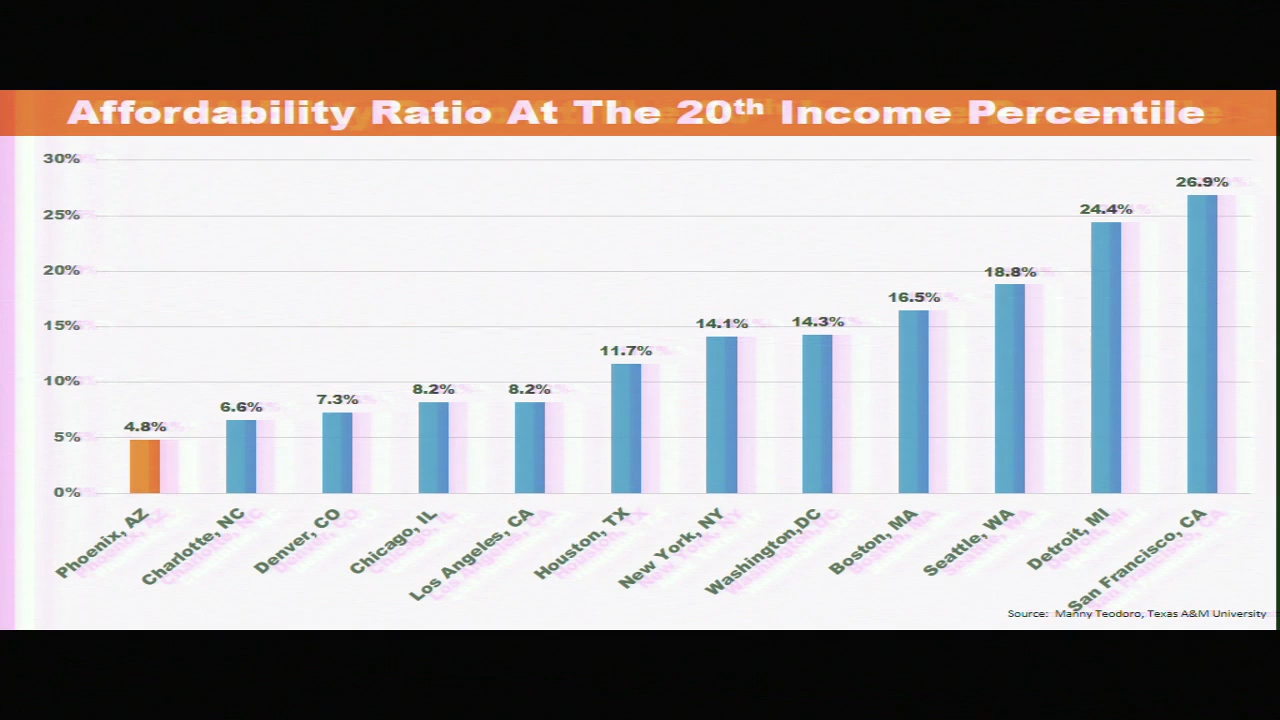 Affordability Ratio At The 20th Income Percentile
30%
25%
20%
15%
10%
5%
0%
4.8%
6.6%
7.3%
8.2%
8.2%
11.7%
14.1%
14.3%
16.5%
18.8%
24.4%
26.9%
Phoenix, AZ
Charlotte, NC
Denver, CO
Chicago, IL
Los Angeles, CA
Houston, TX
New York, NY
Washington,DC
Boston, MA
Seattle, WA
Detroit, MI
San Francisco, CA
Source: Manny Teodoro, Texas A&M University